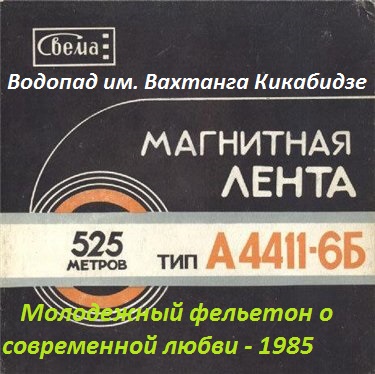 Свема
Водопад им. Вахтанга Кикабидзе
МАГНИТНАЯ
ЛЕНТА
525
МЕТРОВ
ТИП А4411-6Б
Молодежный фельетон о
современной любви - 1985